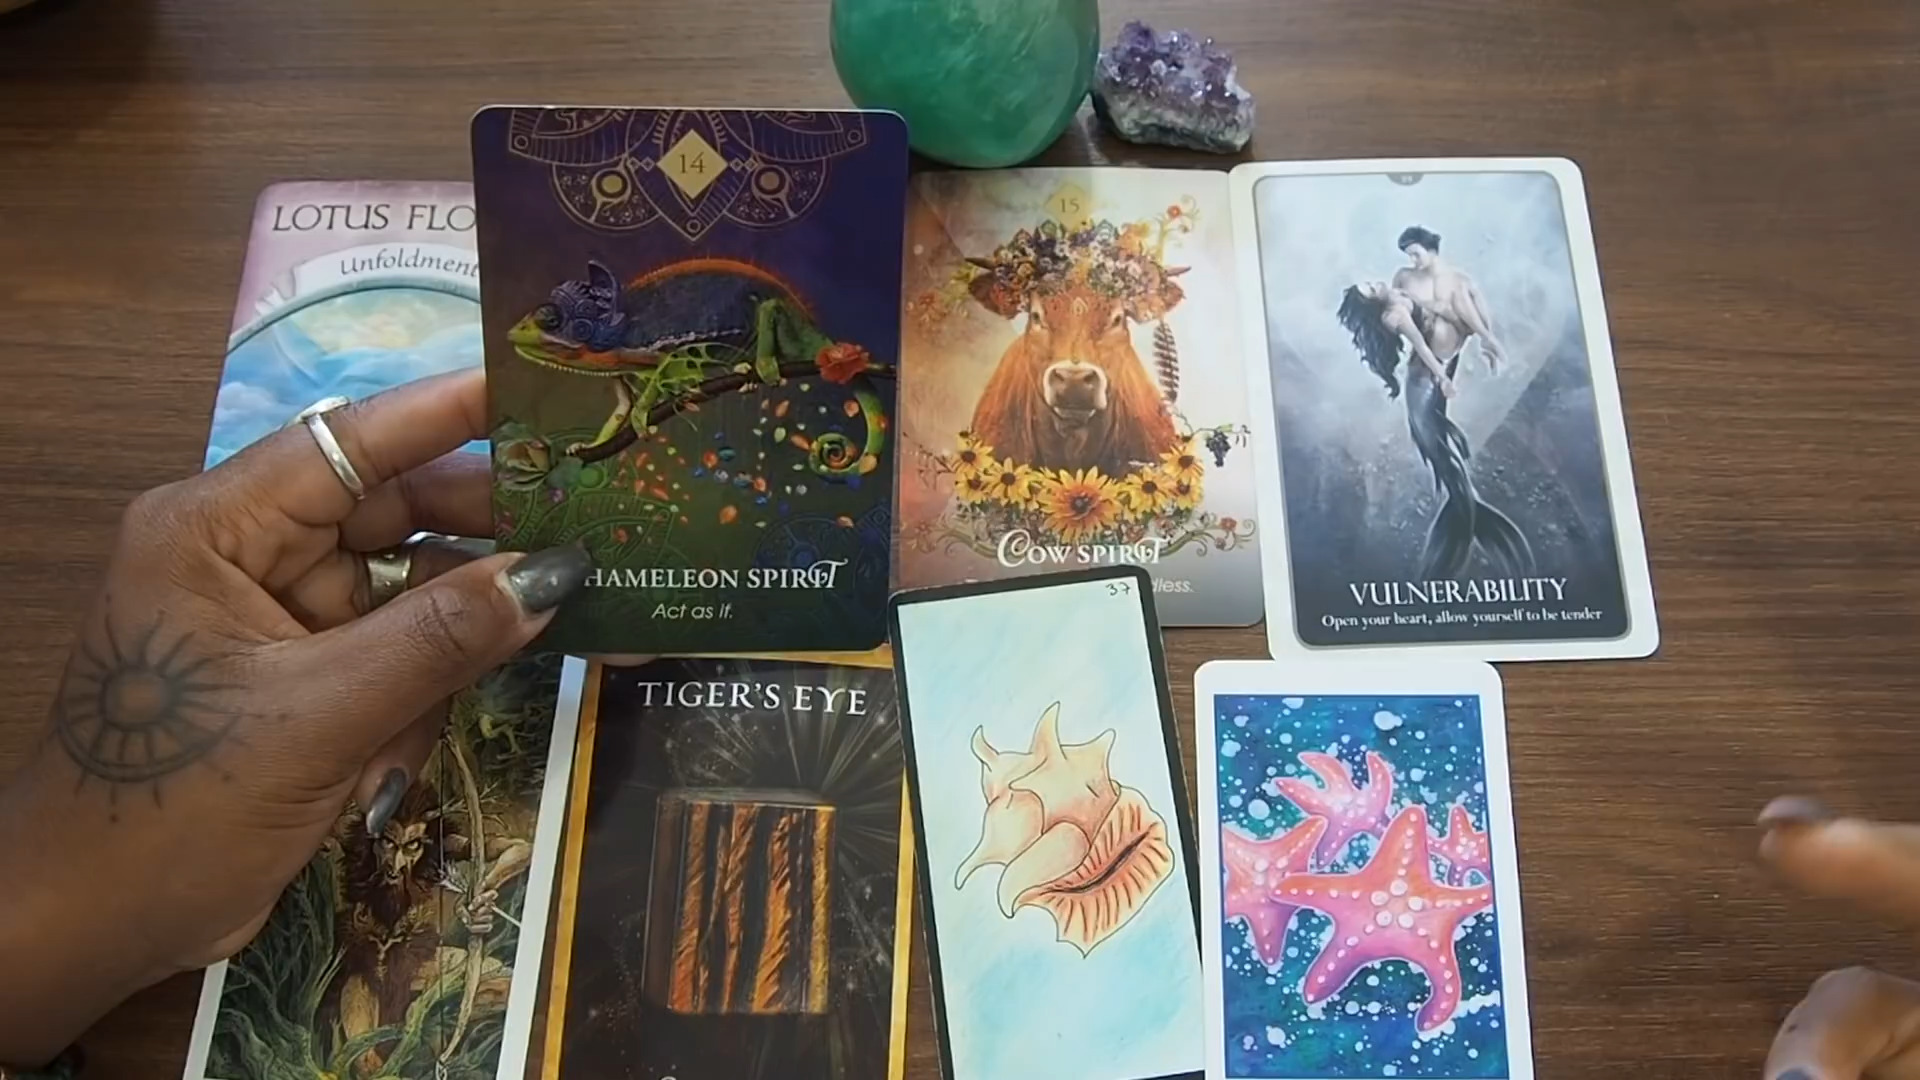 LOTUS FLO
Unfoldment
14
HAMELEON SPIRIT
Act as if.
15
COW SPIRIT
dless.
VULNERABILITY
Open your heart, allow yourself to be tender
TIGER'S EYE
37